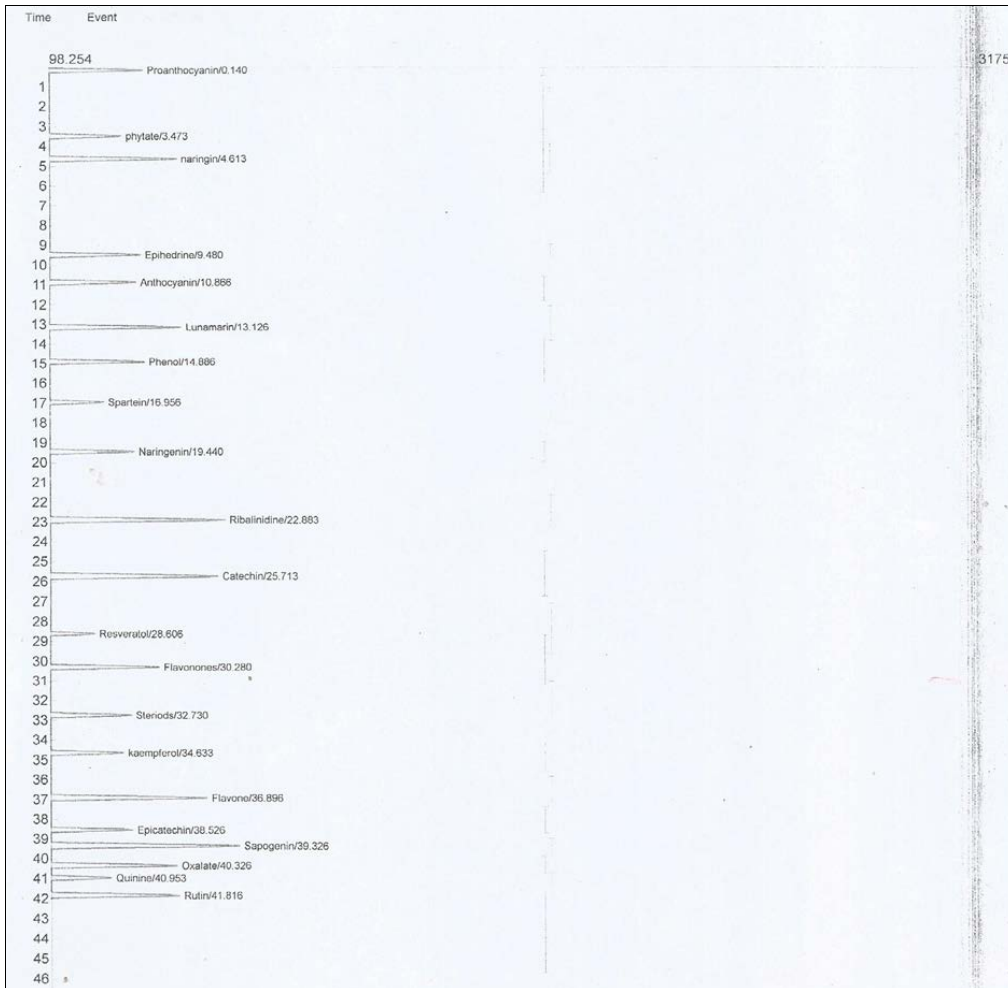 Time Event
98.254 3175
Proanthocyanin/0.140
1
2
3
phytate/3.473
4
naringin/4.613
5
6
7
8
9
Epihedrine/9.480
10
Anthocyanin/10.866
11
12
13 Lunamarin/13.126
14
15 Phenol/14.886
16
17 Spartein/16.956
18
19
Naringenin/19.440
20
21
22
23 Ribalinidine/22.883
24
25
Catechin/25.713
26
27
28
Resveratol/28.606
29
30 Flavonones/30.280
31
32
Steriods/32.730
33
34
kaempferol/34.633
35
36
37 Flavone/36.896
38
Epicatechin/38.526
39
Sapogenin/39.326
40
Oxalate/40.326
41 Quinine/40.953
42 Rutin/41.816
43
44
45
46